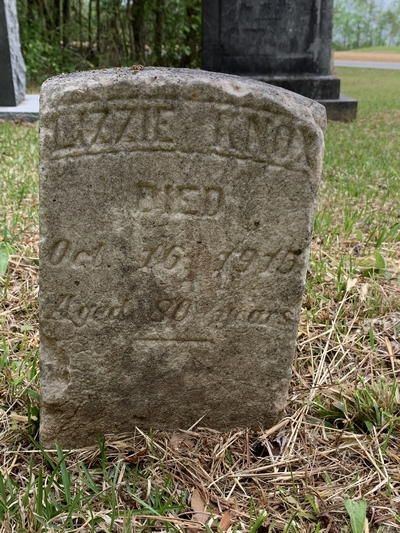 LIZZIE KNOX
DIED
Oct. 16, 1915
Aged 80 years